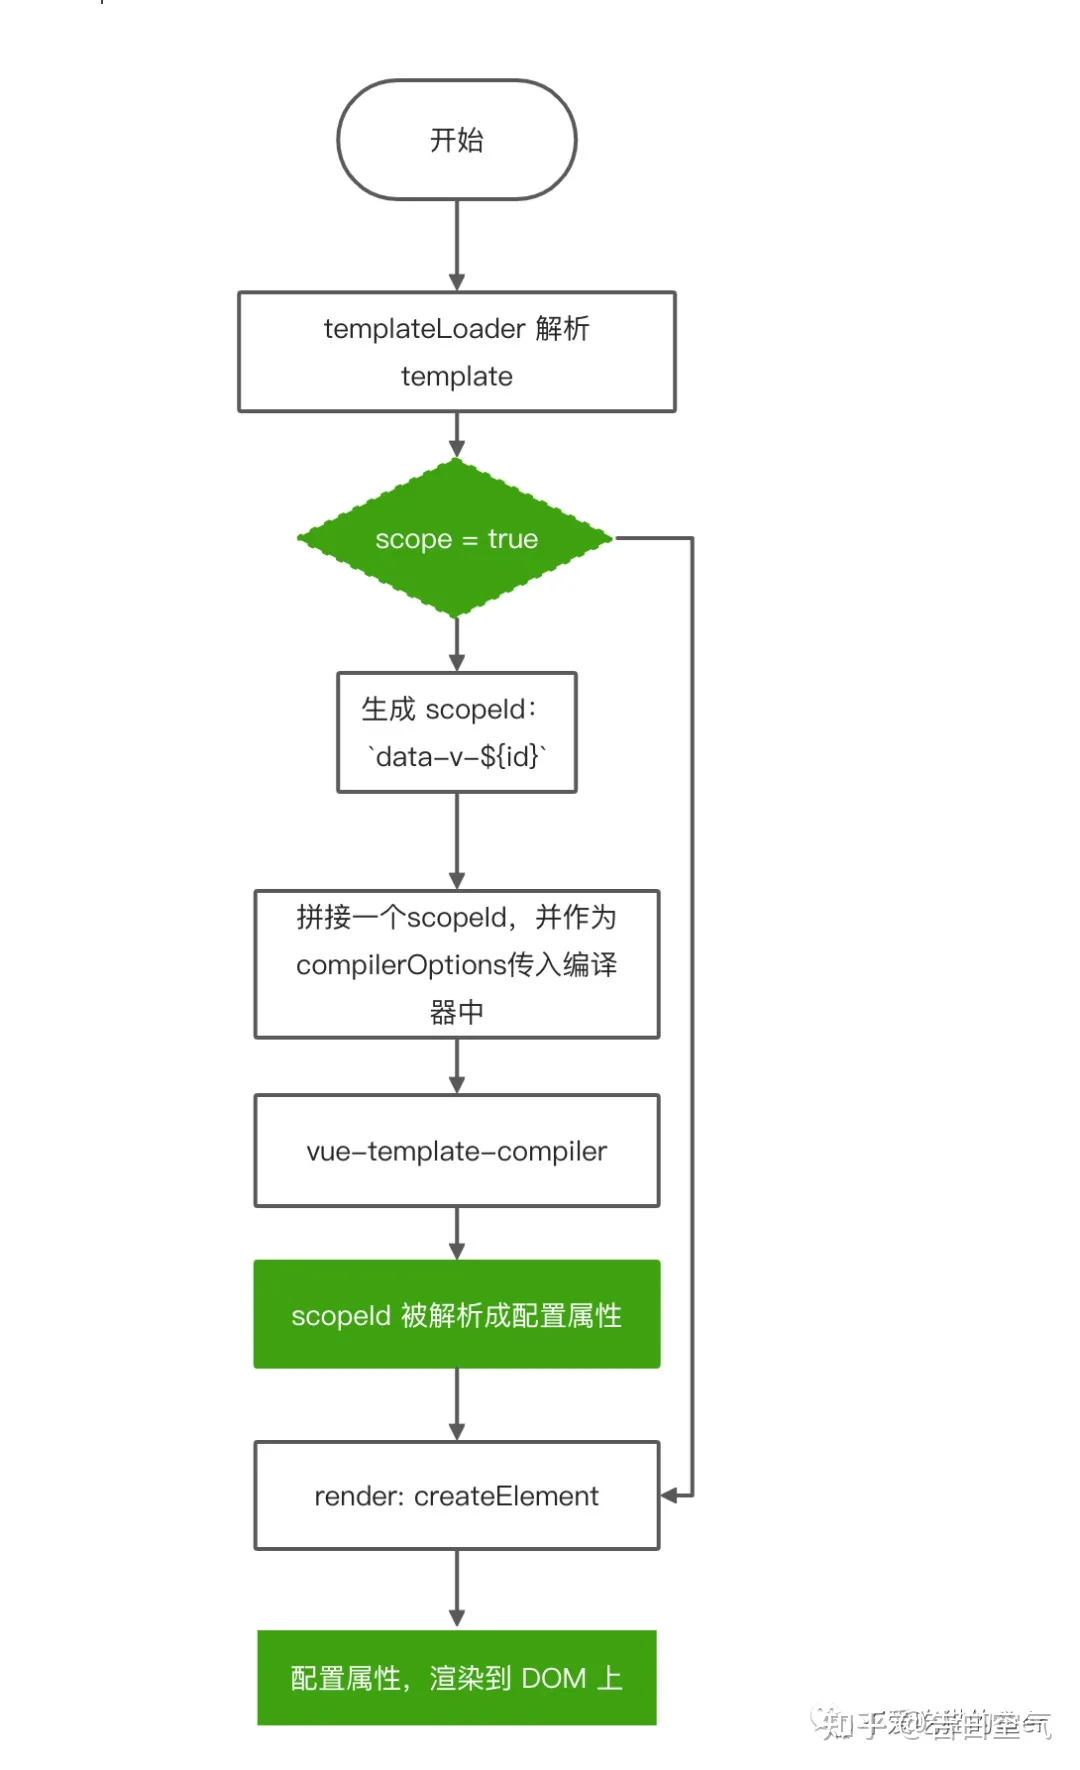 开始
templateLoader 解析
template
scope = true
生成 scopeId：
`data-v-${id}`
拼接一个scopeId，并作为
compilerOptions传入编译
器中
vue-template-compiler
scopeId 被解析成配置属性
render: createElement
配置属性，渲染到 DOM 上
知乎
空气